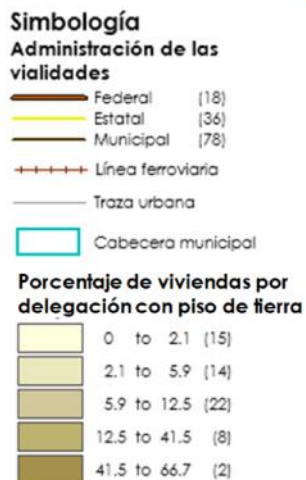 Simbología
Administración de las
vialidades
Federal (18)
Estatal (36)
Municipal (78)
Línea ferroviaria
Traza urbana
Cabecera municipal
Porcentaje de viviendas por
delegación con piso de tierra
0 to 2.1 (15)
2.1 to 5.9 (14)
5.9 to 12.5 (22)
12.5 to 41.5 (8)
41.5 to 66.7 (2)